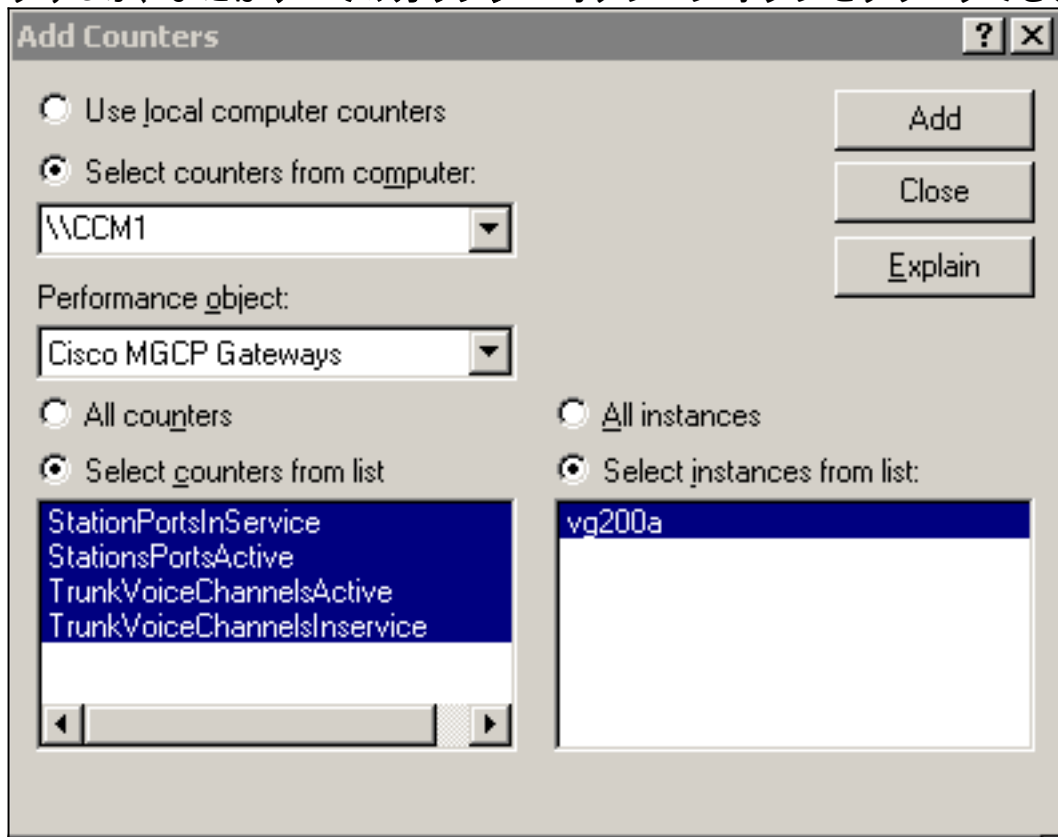 Add Counters
Use local computer counters
Select counters from computer:
\\CCM1
Performance object:
Cisco MGCP Gateways
All counters
Select counters from list
StationPortsInService
StationsPortsActive
TrunkVoiceChannelsActive
TrunkVoiceChannelsInservice
Add
Close
Explain
All instances
Select instances from list:
vg200a